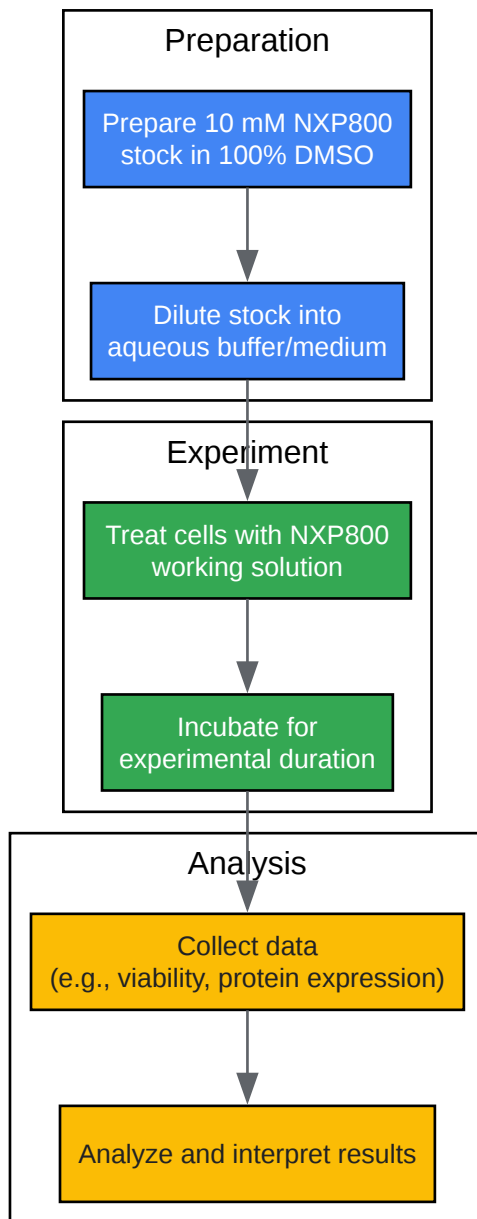 Preparation
Prepare 10 mM NXP800
stock in 100% DMSO
Dilute stock into
aqueous buffer/medium
Experiment
Treat cells with NXP800
working solution
Incubate for
experimental duration
Analysis
Collect data
(e.g., viability, protein expression)
Analyze and interpret results